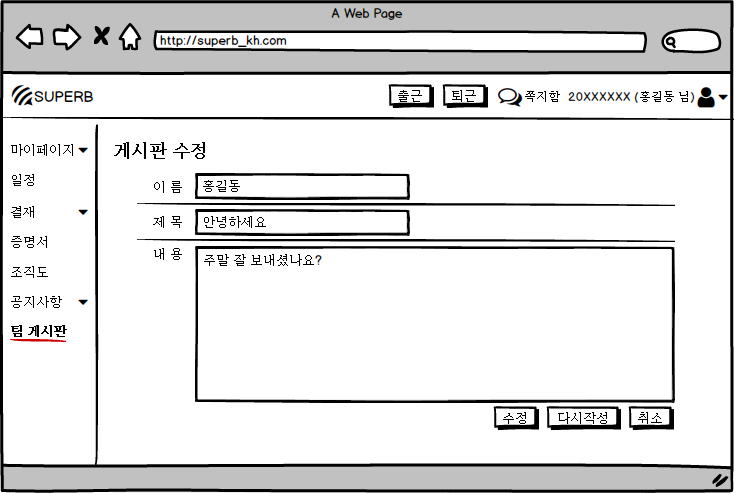 A Web Page
http://superb_kh.com
SUPERB 출근 퇴근 쪽지함 20XXXXXX (홍길동 님)
마이페이지
일정
결재
증명서
조직도
공지사항
팀 게시판
게시판 수정
이 름 홍길동
제 목 안녕하세요
내 용 주말 잘 보내셨나요?
수정 다시작성 취소